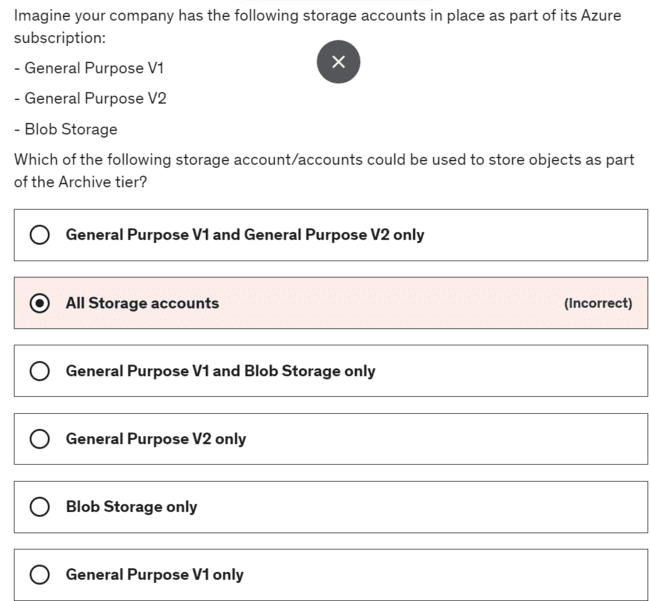 Imagine your company has the following storage accounts in place as part of its Azure
subscription:
- General Purpose V1
- General Purpose V2
- Blob Storage
Which of the following storage account/accounts could be used to store objects as part
of the Archive tier?
General Purpose V1 and General Purpose V2 only
All Storage accounts (Incorrect)
General Purpose V1 and Blob Storage only
General Purpose V2 only
Blob Storage only
General Purpose V1 only